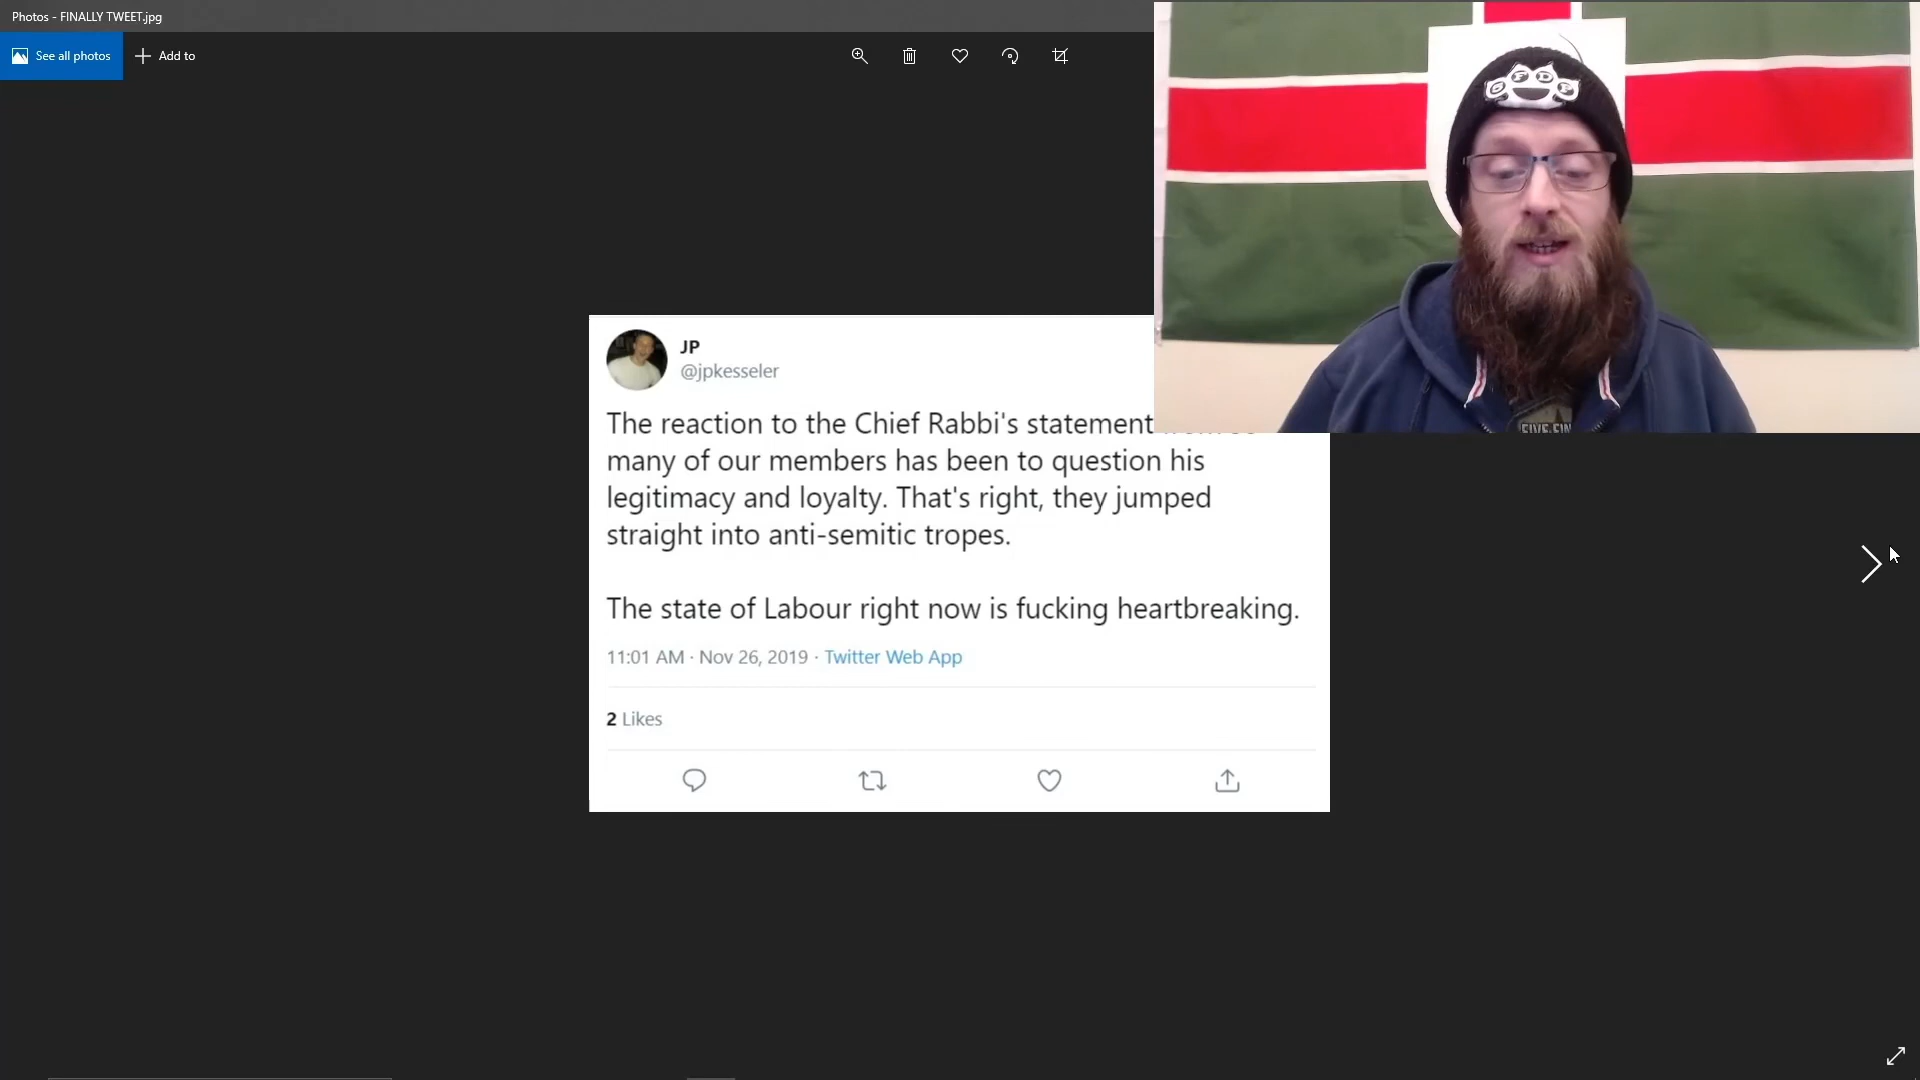 Photos - FINALLY TWEET.jpg
See all photos
Add to
JP
@jpkesseler
The reaction to the Chief Rabbi's statement
many of our members has been to question his
legitimacy and loyalty. That's right, they jumped
straight into anti-semitic tropes.
The state of Labour right now is fucking heartbreaking.
11:01 AM · Nov 26, 2019 · Twitter Web App
2 Likes
FDP
FIVE FIN